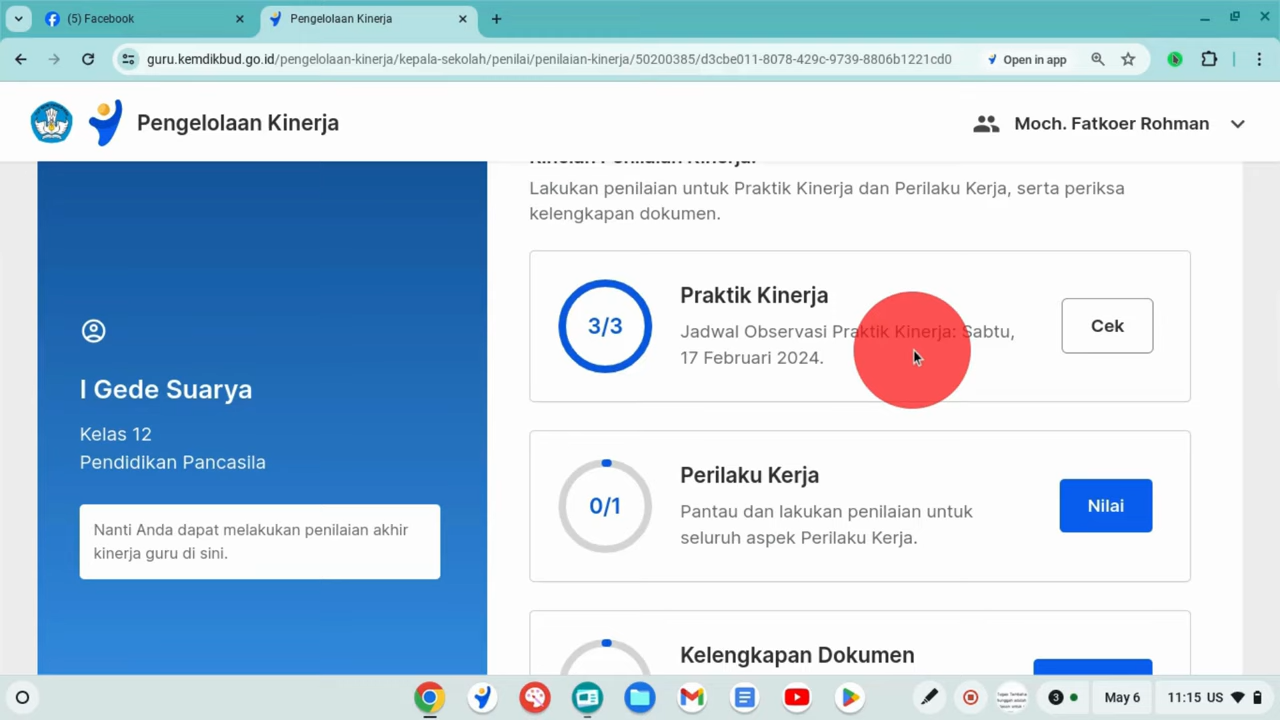 (5) Facebook
Pengelolaan Kinerja
guru.kemdikbud.go.id/pengelolaan-kinerja/kepala-sekolah/penilai/penilaian-kinerja/50200385/d3cbe011-8078-429c-9739-8806b1221cd0
Open in app
Pengelolaan Kinerja
Moch. Fatkoer Rohman
Rincian Penilaian Kinerja:
Lakukan penilaian untuk Praktik Kinerja dan Perilaku Kerja, serta periksa
kelengkapan dokumen.
I Gede Suarya
Kelas 12
Pendidikan Pancasila
Nanti Anda dapat melakukan penilaian akhir
kinerja guru di sini.
3/3
Praktik Kinerja
Jadwal Observasi Praktik Kinerja: Sabtu,
17 Februari 2024.
Cek
0/1
Perilaku Kerja
Pantau dan lakukan penilaian untuk
seluruh aspek Perilaku Kerja.
Nilai
Kelengkapan Dokumen
3
May 6
11:15 US